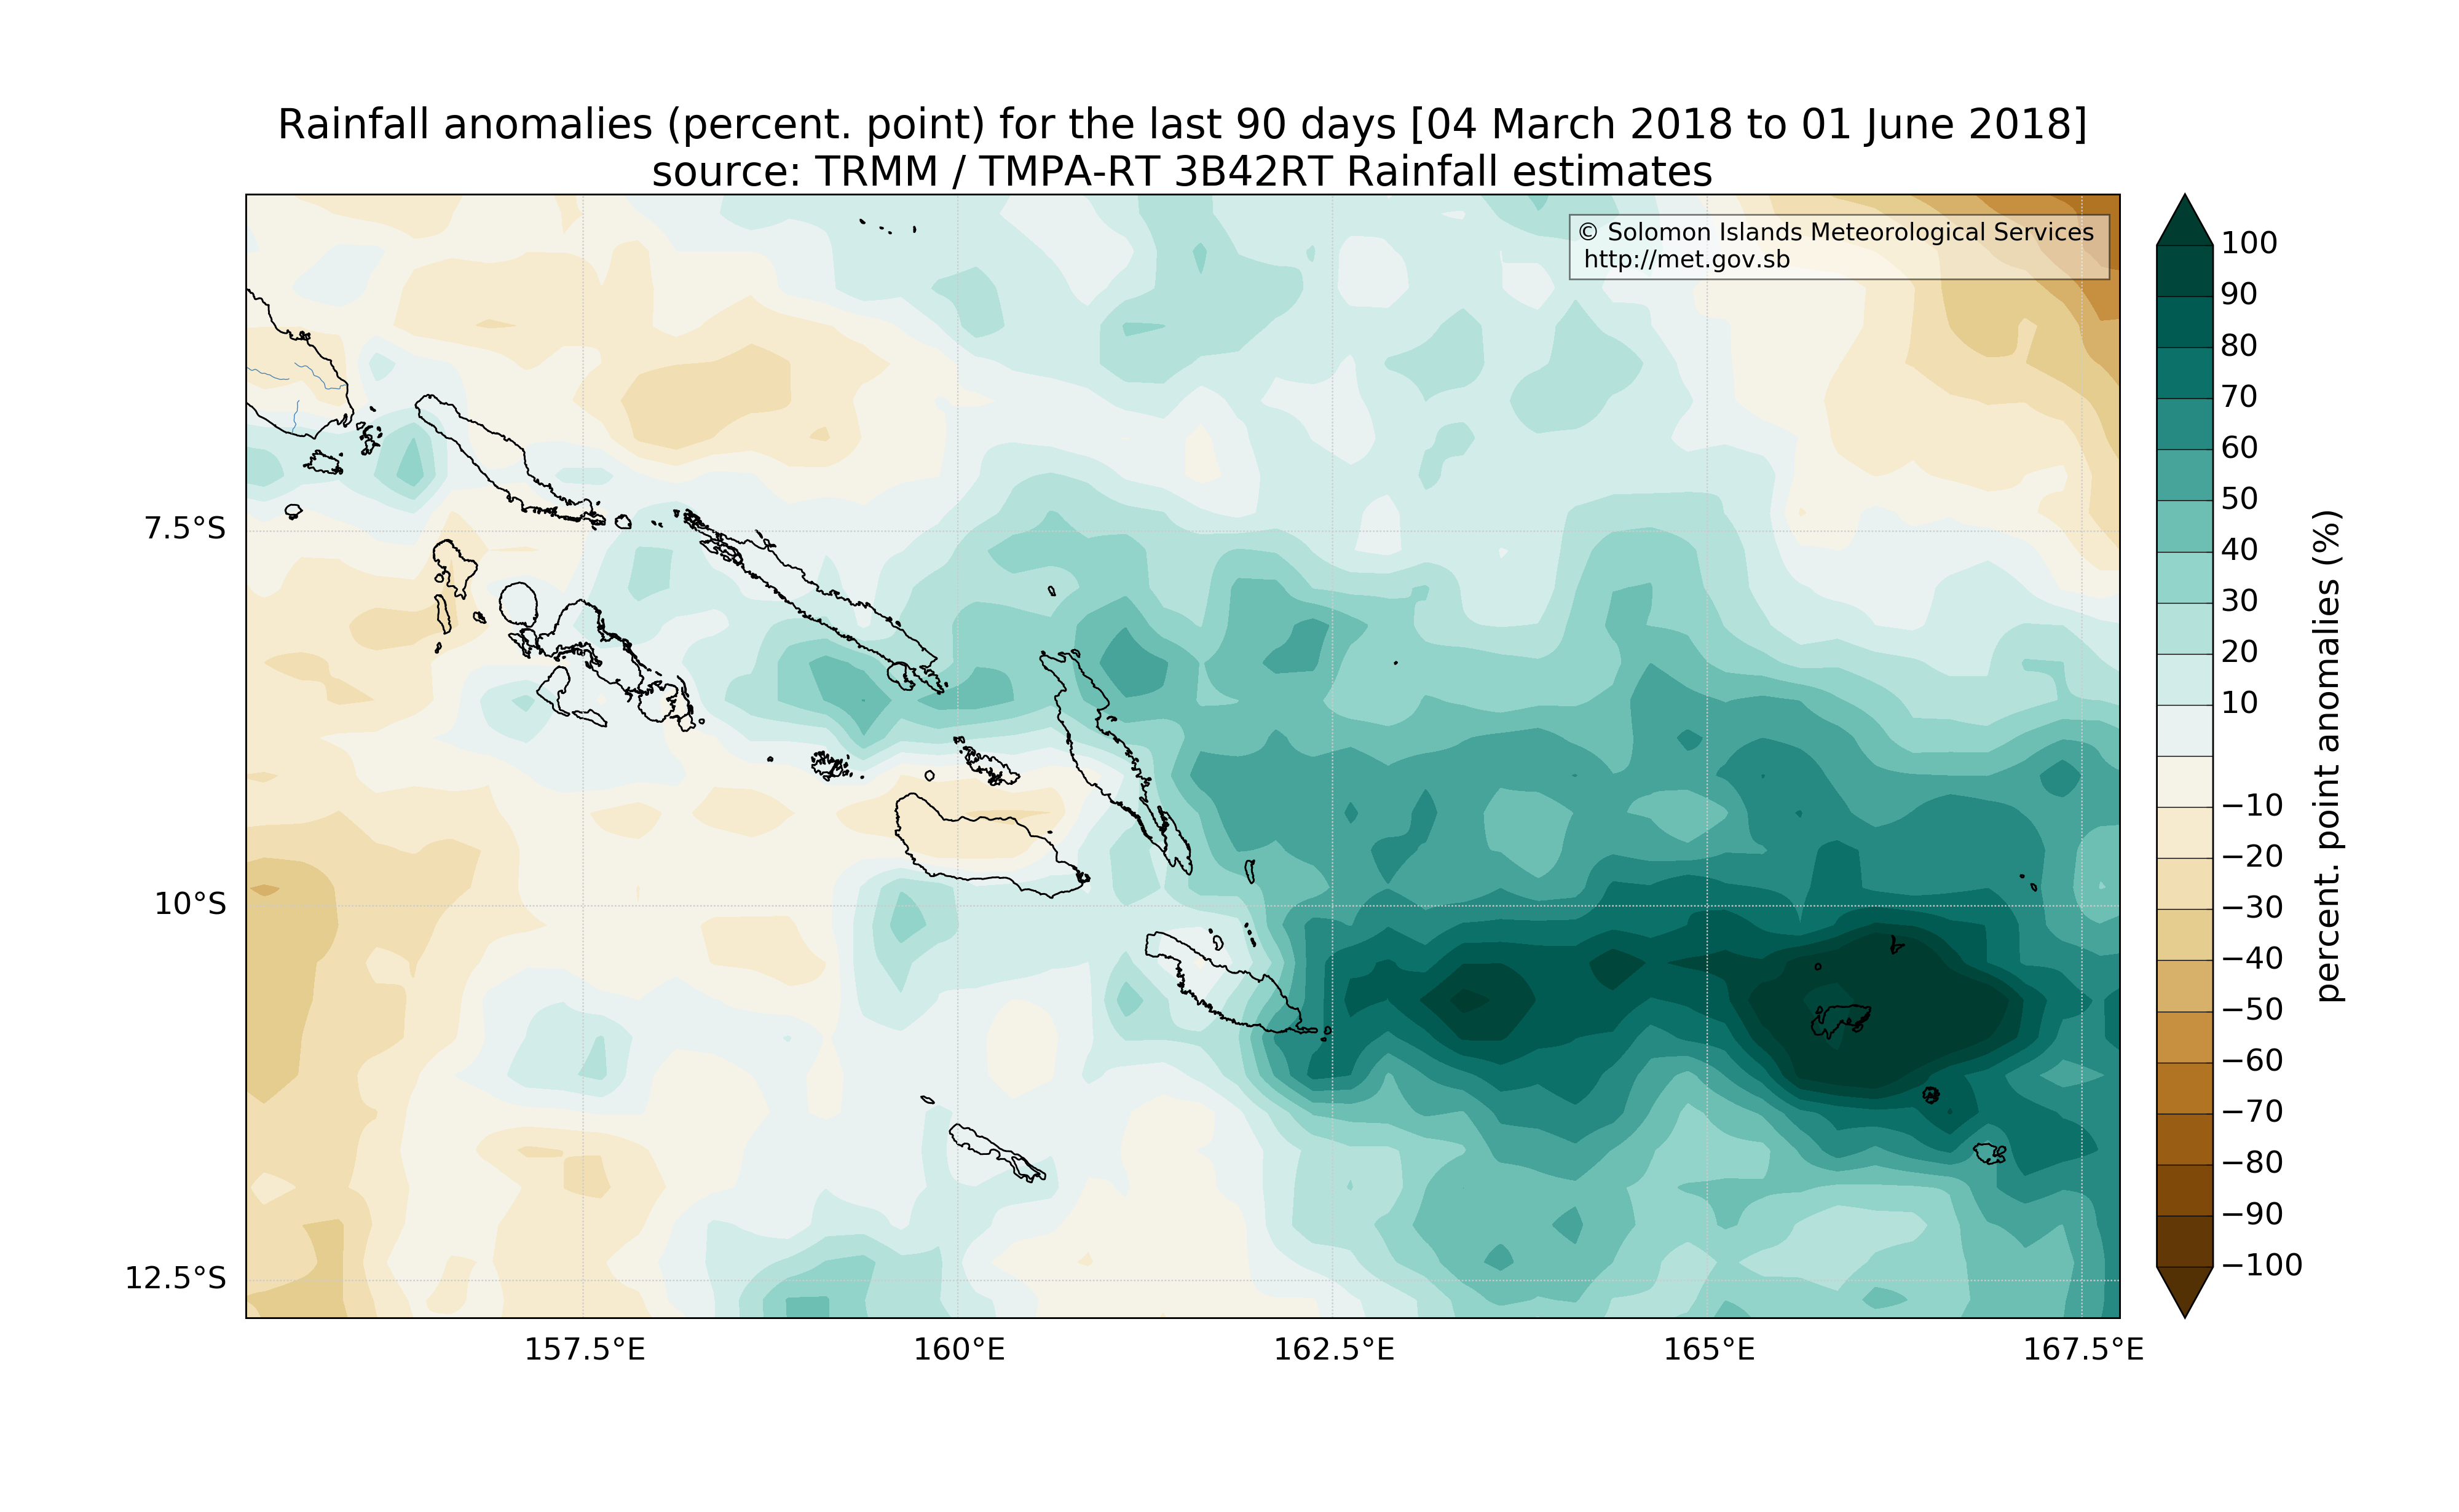 Rainfall anomalies (percent. point) for the last 90 days [04 March 2018 to 01 June 2018]
source: TRMM / TMPA-RT 3B42RT Rainfall estimates
© Solomon Islands Meteorological Services
http://met.gov.sb
7.5°S
10°S
12.5°S
157.5°E
160°E
162.5°E
165°E
167.5°E
100
90
80
70
60
50
40
30
20
10
−10
−20
−30
−40
−50
−60
−70
−80
−90
−100
percent. point anomalies (%)